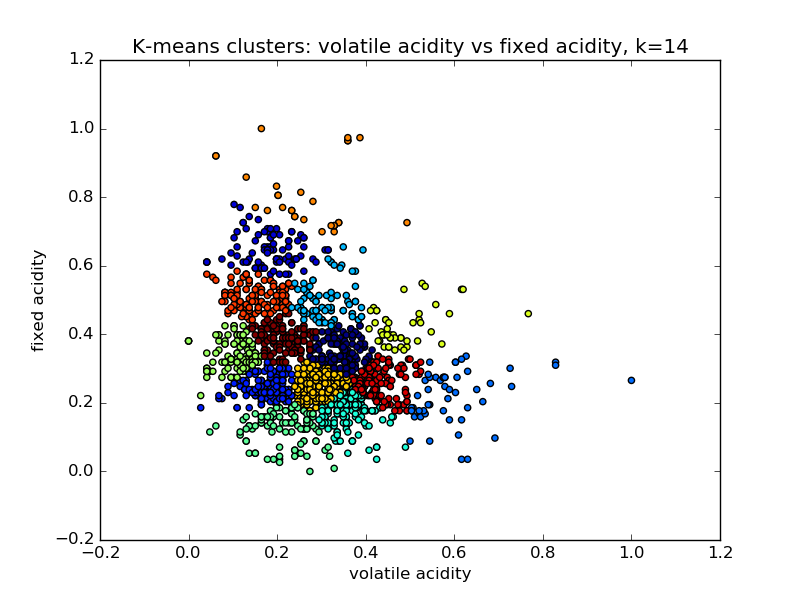 K-means clusters: volatile acidity vs fixed acidity, k=14
1.2
1.0
0.8
0.6
0.4
0.2
0.0
−0.2
fixed acidity
−0.2 0.0 0.2 0.4 0.6 0.8 1.0 1.2
volatile acidity